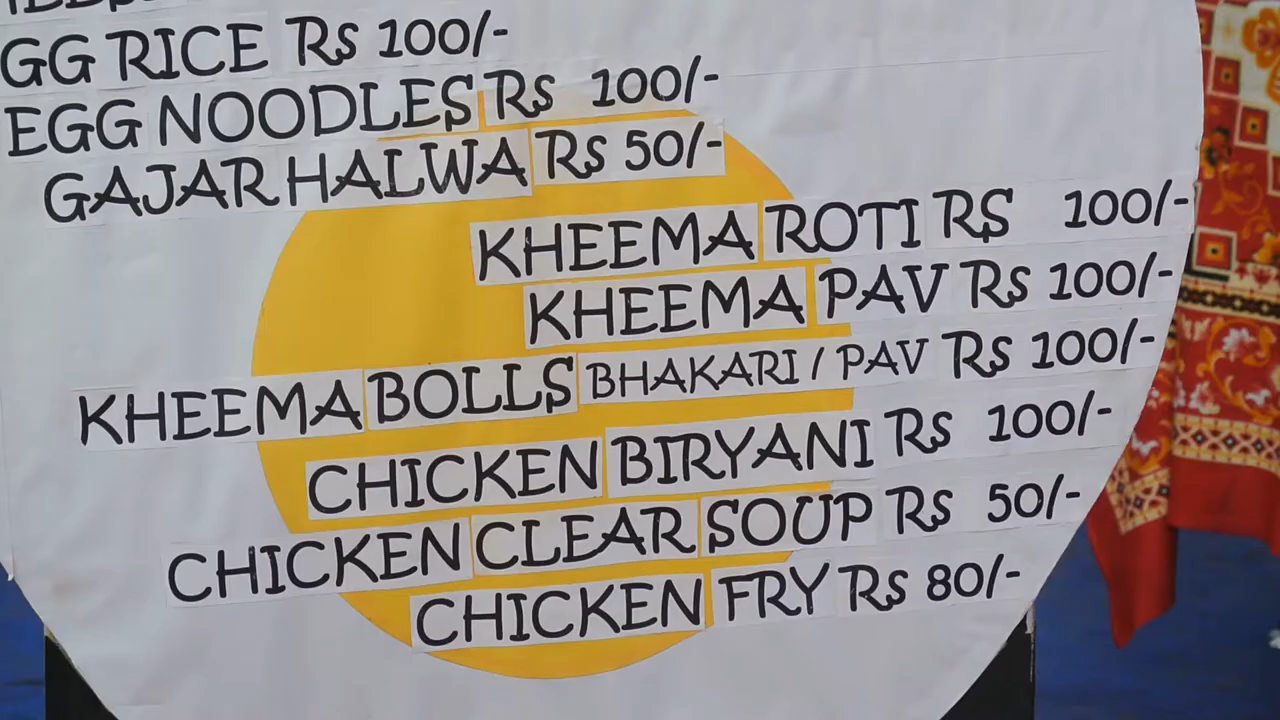 GG RICE Rs 100/-
EGG NOODLES Rs 100/-
GAJAR HALWA Rs 50/-
KHEEMA ROTI RS 100/-
KHEEMA PAV Rs 100/-
KHEEMA BOLLS BHAKARI / PAV Rs 100/-
CHICKEN BIRYANI Rs 100/-
CHICKEN CLEAR SOUP Rs 50/-
CHICKEN FRY Rs 80/-